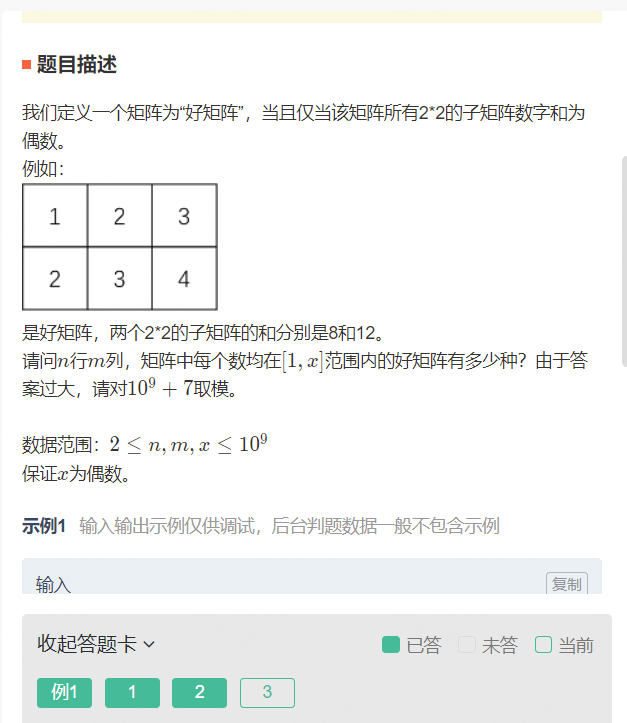 题目描述
我们定义一个矩阵为“好矩阵”，当且仅当该矩阵所有2*2的子矩阵数字和为
偶数。
例如：
1 2 3
2 3 4
是好矩阵，两个2*2的子矩阵的和分别是8和12。
请问n行m列，矩阵中每个数均在[1, x]范围内的好矩阵有多少种？由于答
案过大，请对10⁹ + 7取模。
数据范围：2 ≤ n, m, x ≤ 10⁹
保证x为偶数。
示例1 输入输出示例仅供调试，后台判题数据一般不包含示例
输入 复制
收起答题卡 已答 未答 当前
例1 1 2 3